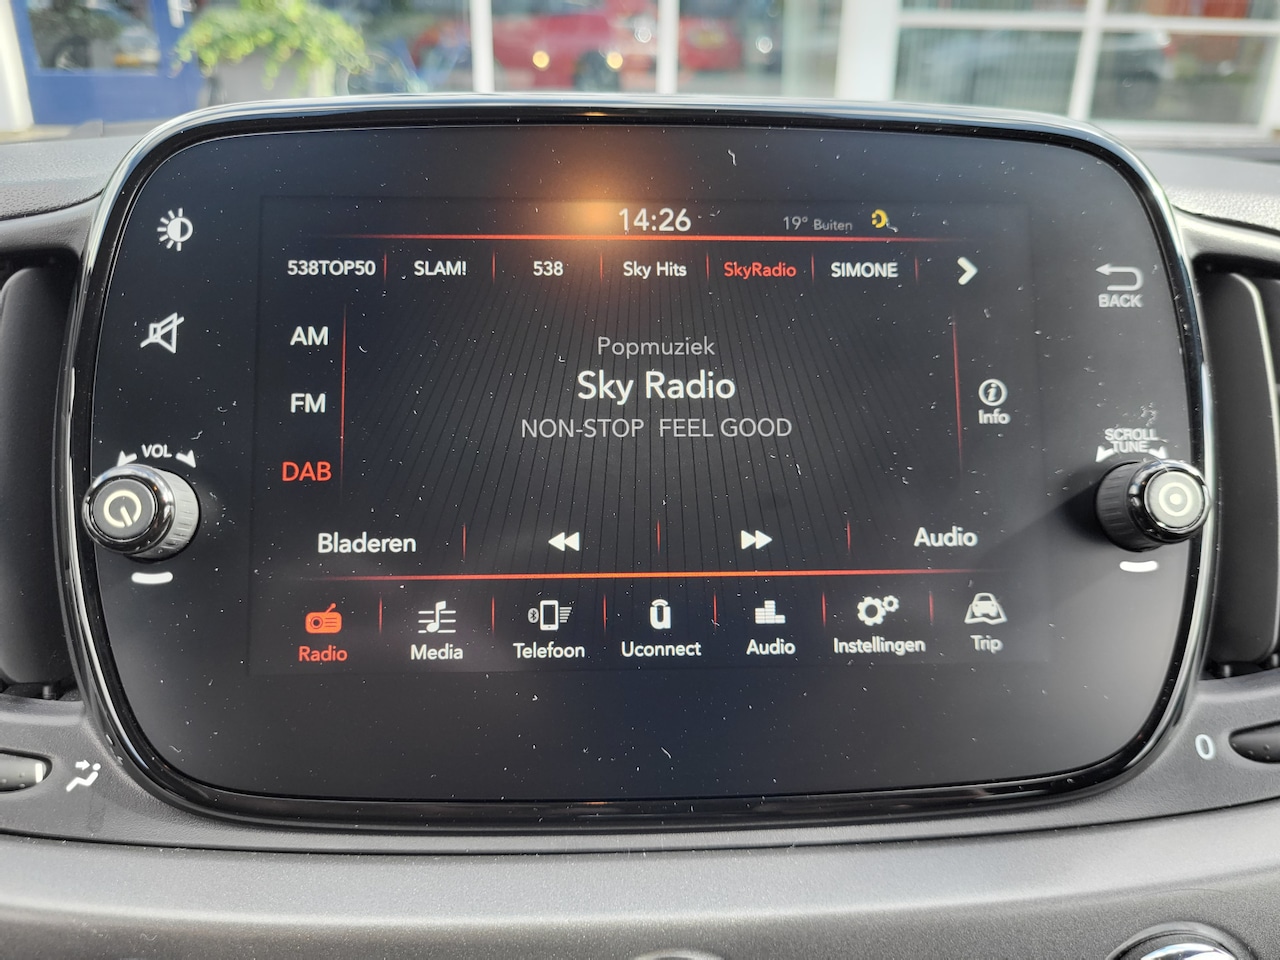 14:26 19° Buiten
538TOP50 SLAM! 538 Sky Hits SkyRadio SIMONE
BACK
AM
FM
DAB
Popmuziek
Sky Radio
NON-STOP FEEL GOOD
Info
VOL
SCROLL
TUNE
Bladeren Audio
Radio Media Telefoon Uconnect Audio Instellingen Trip
0